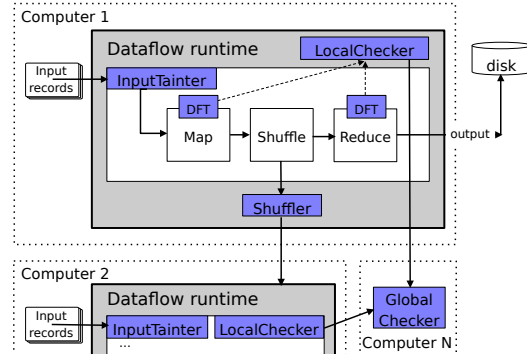 Computer 1
Dataflow runtime
LocalChecker
Input
records
InputTainter
disk
DFT
DFT
Map
Shuffle
Reduce
output
Shuffler
Computer 2
Dataflow runtime
Input
records
InputTainter
LocalChecker
...
Global
Checker
Computer N